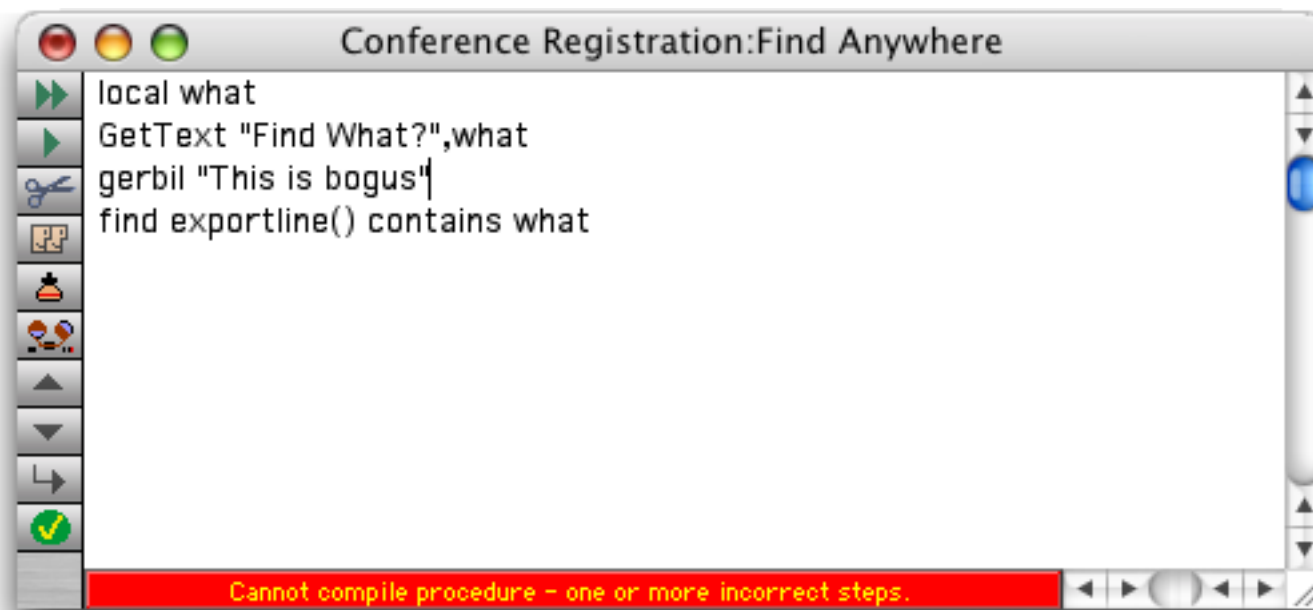 Conference Registration:Find Anywhere
local what
GetText "Find What?",what
gerbil "This is bogus"
find exportline() contains what
Cannot compile procedure - one or more incorrect steps.